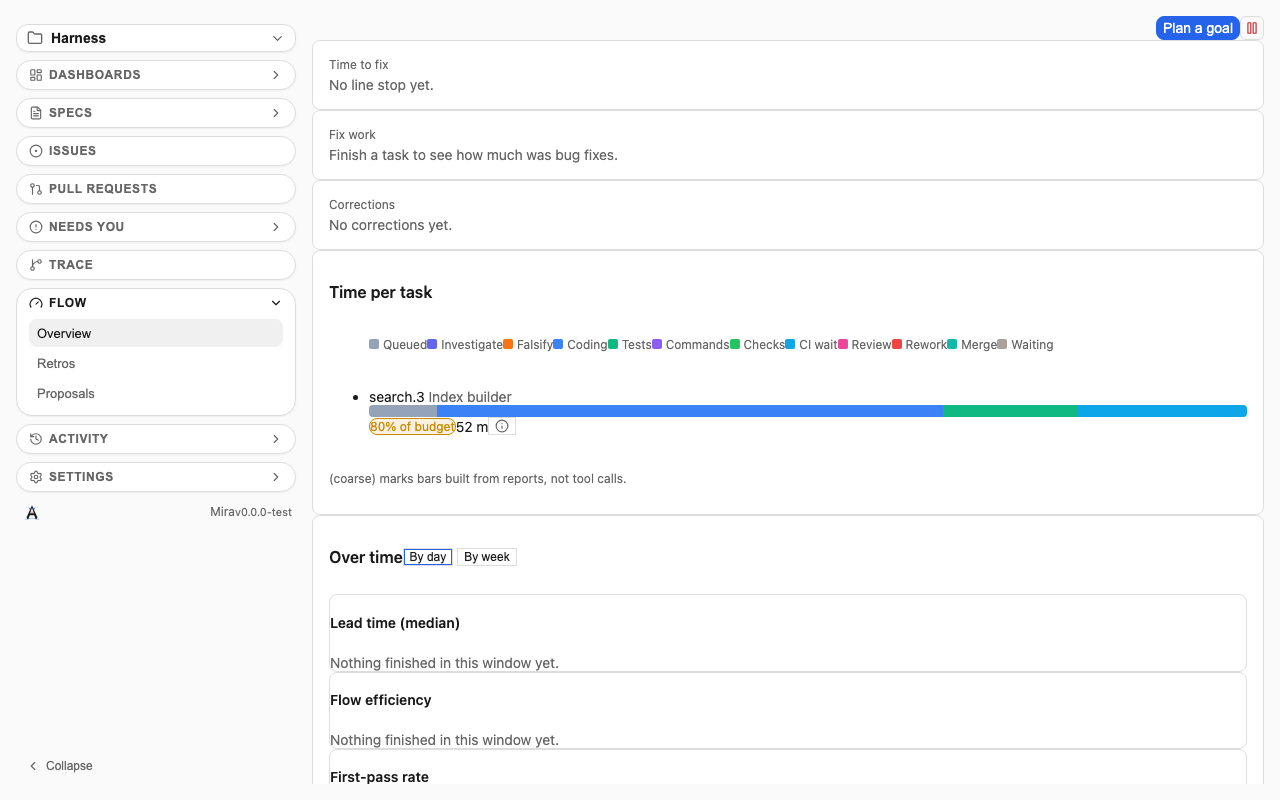 Harness
Plan a goal
DASHBOARDS
SPECS
ISSUES
PULL REQUESTS
NEEDS YOU
TRACE
FLOW
Overview
Retros
Proposals
ACTIVITY
SETTINGS
Mirav0.0.0-test
Collapse
Time to fix
No line stop yet.
Fix work
Finish a task to see how much was bug fixes.
Corrections
No corrections yet.
Time per task
Queued Investigate Falsify Coding Tests Commands Checks CI wait Review Rework Merge Waiting
search.3 Index builder
80% of budget 52 m
(coarse) marks bars built from reports, not tool calls.
Over time By day By week
Lead time (median)
Nothing finished in this window yet.
Flow efficiency
Nothing finished in this window yet.
First-pass rate